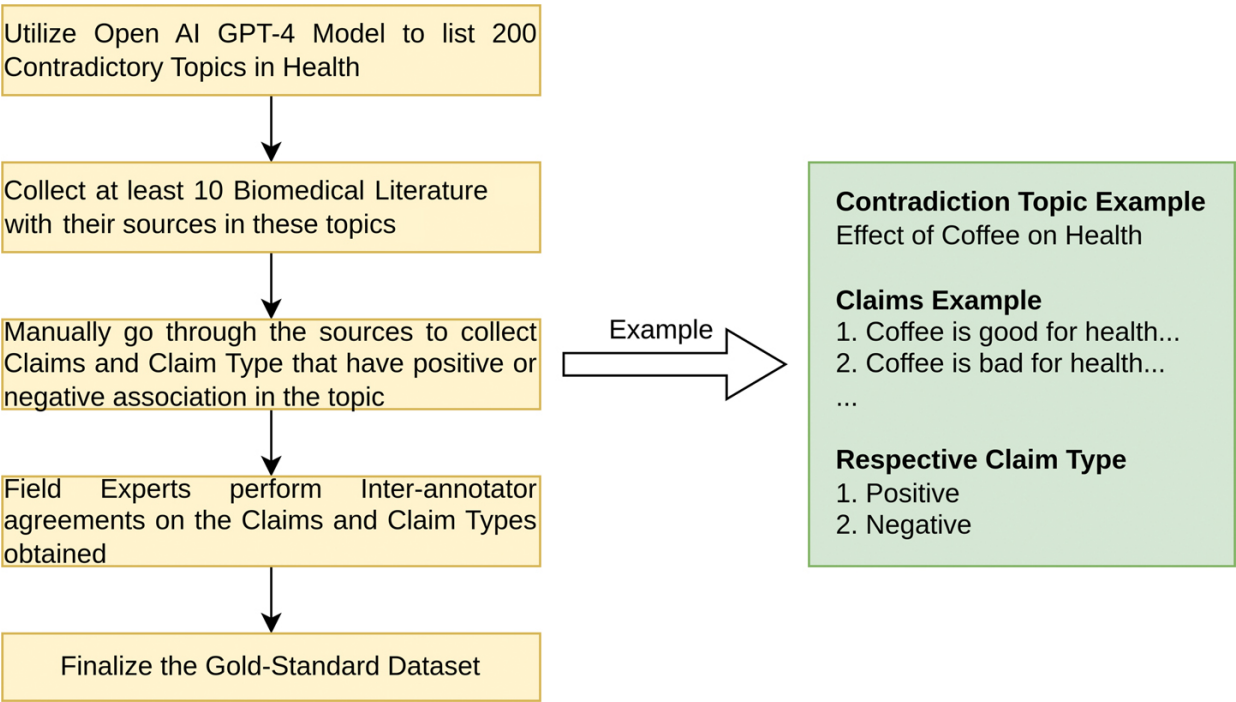 Utilize Open AI GPT-4 Model to list 200
Contradictory Topics in Health
Collect at least 10 Biomedical Literature
with their sources in these topics
Manually go through the sources to collect
Claims and Claim Type that have positive or
negative association in the topic
Field Experts perform Inter-annotator
agreements on the Claims and Claim Types
obtained
Finalize the Gold-Standard Dataset
Example
Contradiction Topic Example
Effect of Coffee on Health
Claims Example
1. Coffee is good for health...
2. Coffee is bad for health...
...
Respective Claim Type
1. Positive
2. Negative